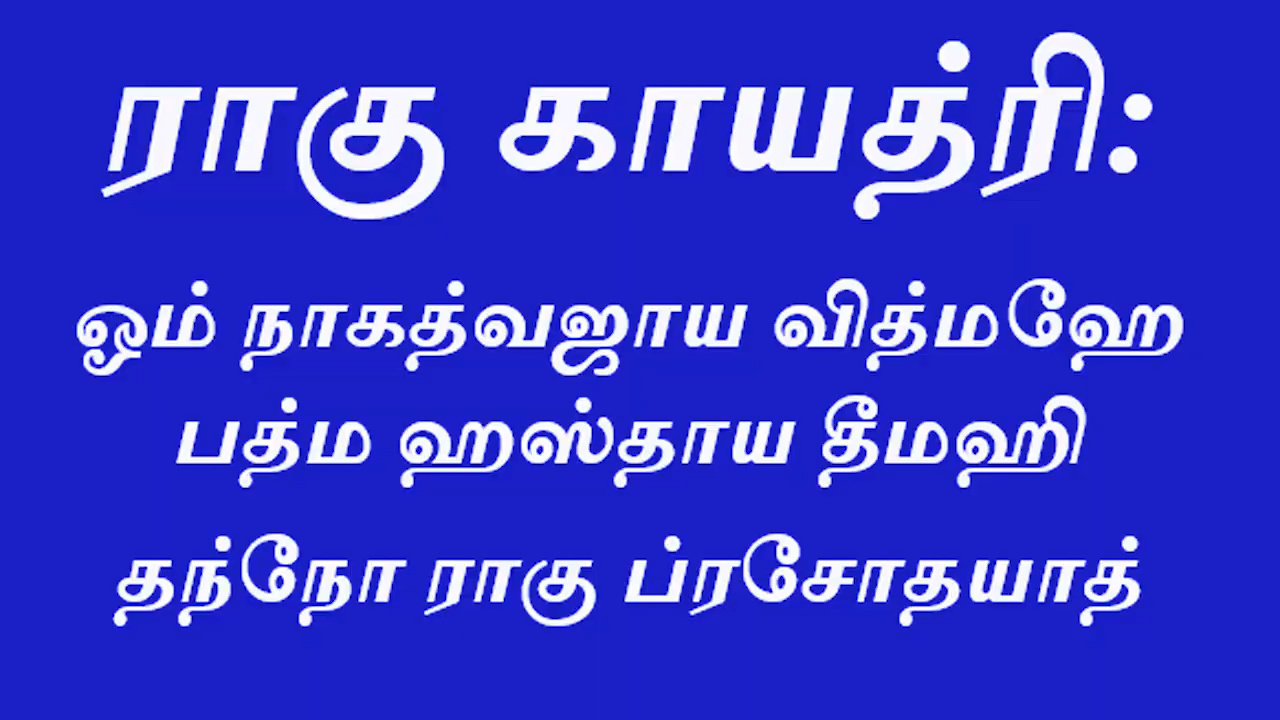 ராகு காயத்ரி:
ஓம் நாகத்வஜாய வித்மஹே
பத்ம ஹஸ்தாய தீமஹி
தந்நோ ராகு ப்ரசோதயாத்